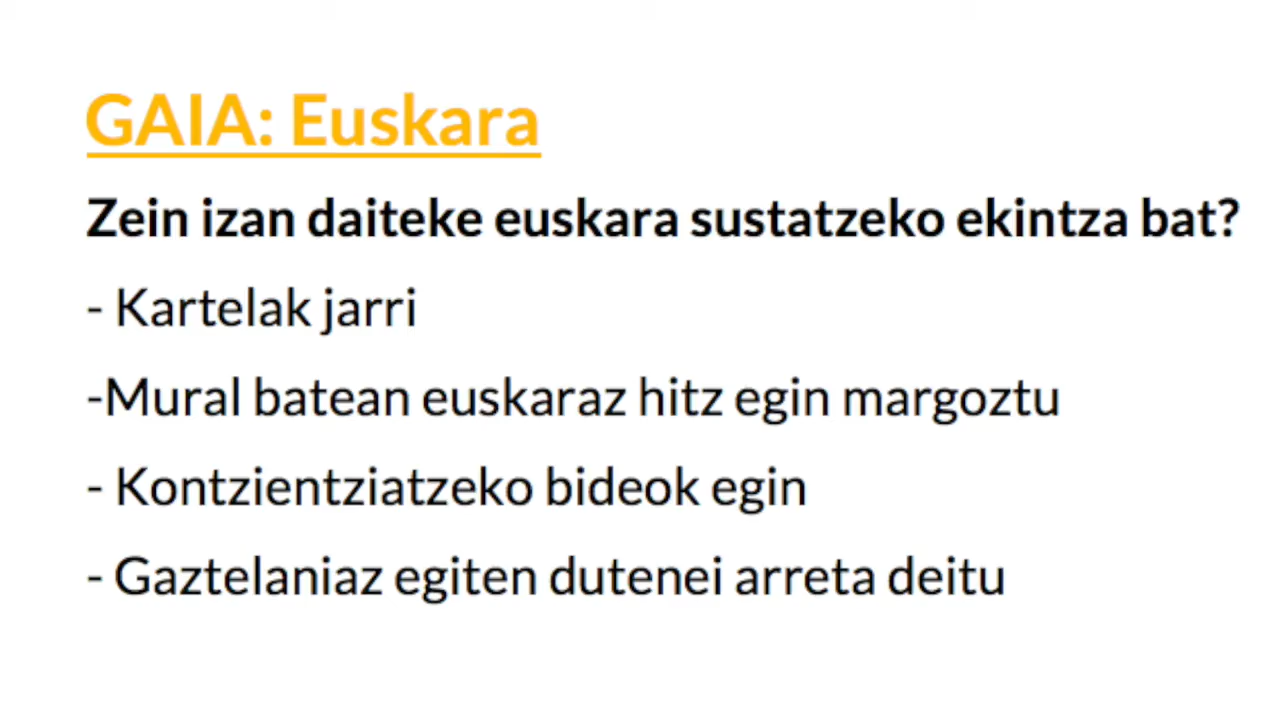 GAIA: Euskara
Zein izan daiteke euskara sustatzeko ekintza bat?
- Kartelak jarri
-Mural batean euskaraz hitz egin margoztu
- Kontzientziatzeko bideok egin
- Gaztelaniaz egiten dutenei arreta deitu